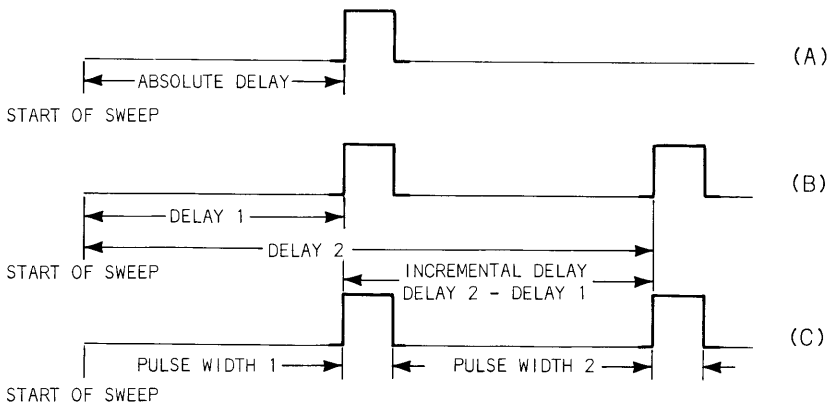 (A)
ABSOLUTE DELAY
START OF SWEEP
(B)
DELAY 1
DELAY 2
START OF SWEEP
INCREMENTAL DELAY
DELAY 2 - DELAY 1
(C)
PULSE WIDTH 1
PULSE WIDTH 2
START OF SWEEP